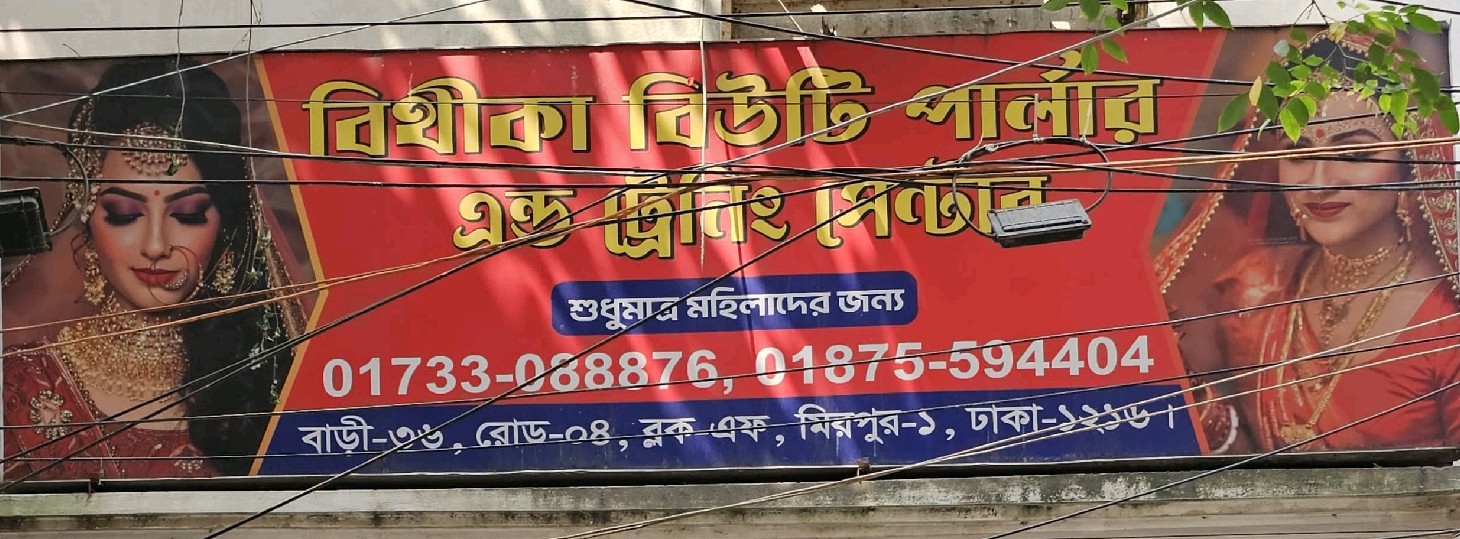 বিথীকা বিউটি পার্লার
এন্ড ট্রেনিং সেন্টার
শুধুমাত্র মহিলাদের জন্য
01733-088876, 01875-594404
বাড়ী-৩৬, রোড-০৪, ব্লক-এফ, মিরপুর-১, ঢাকা-১২১৬।